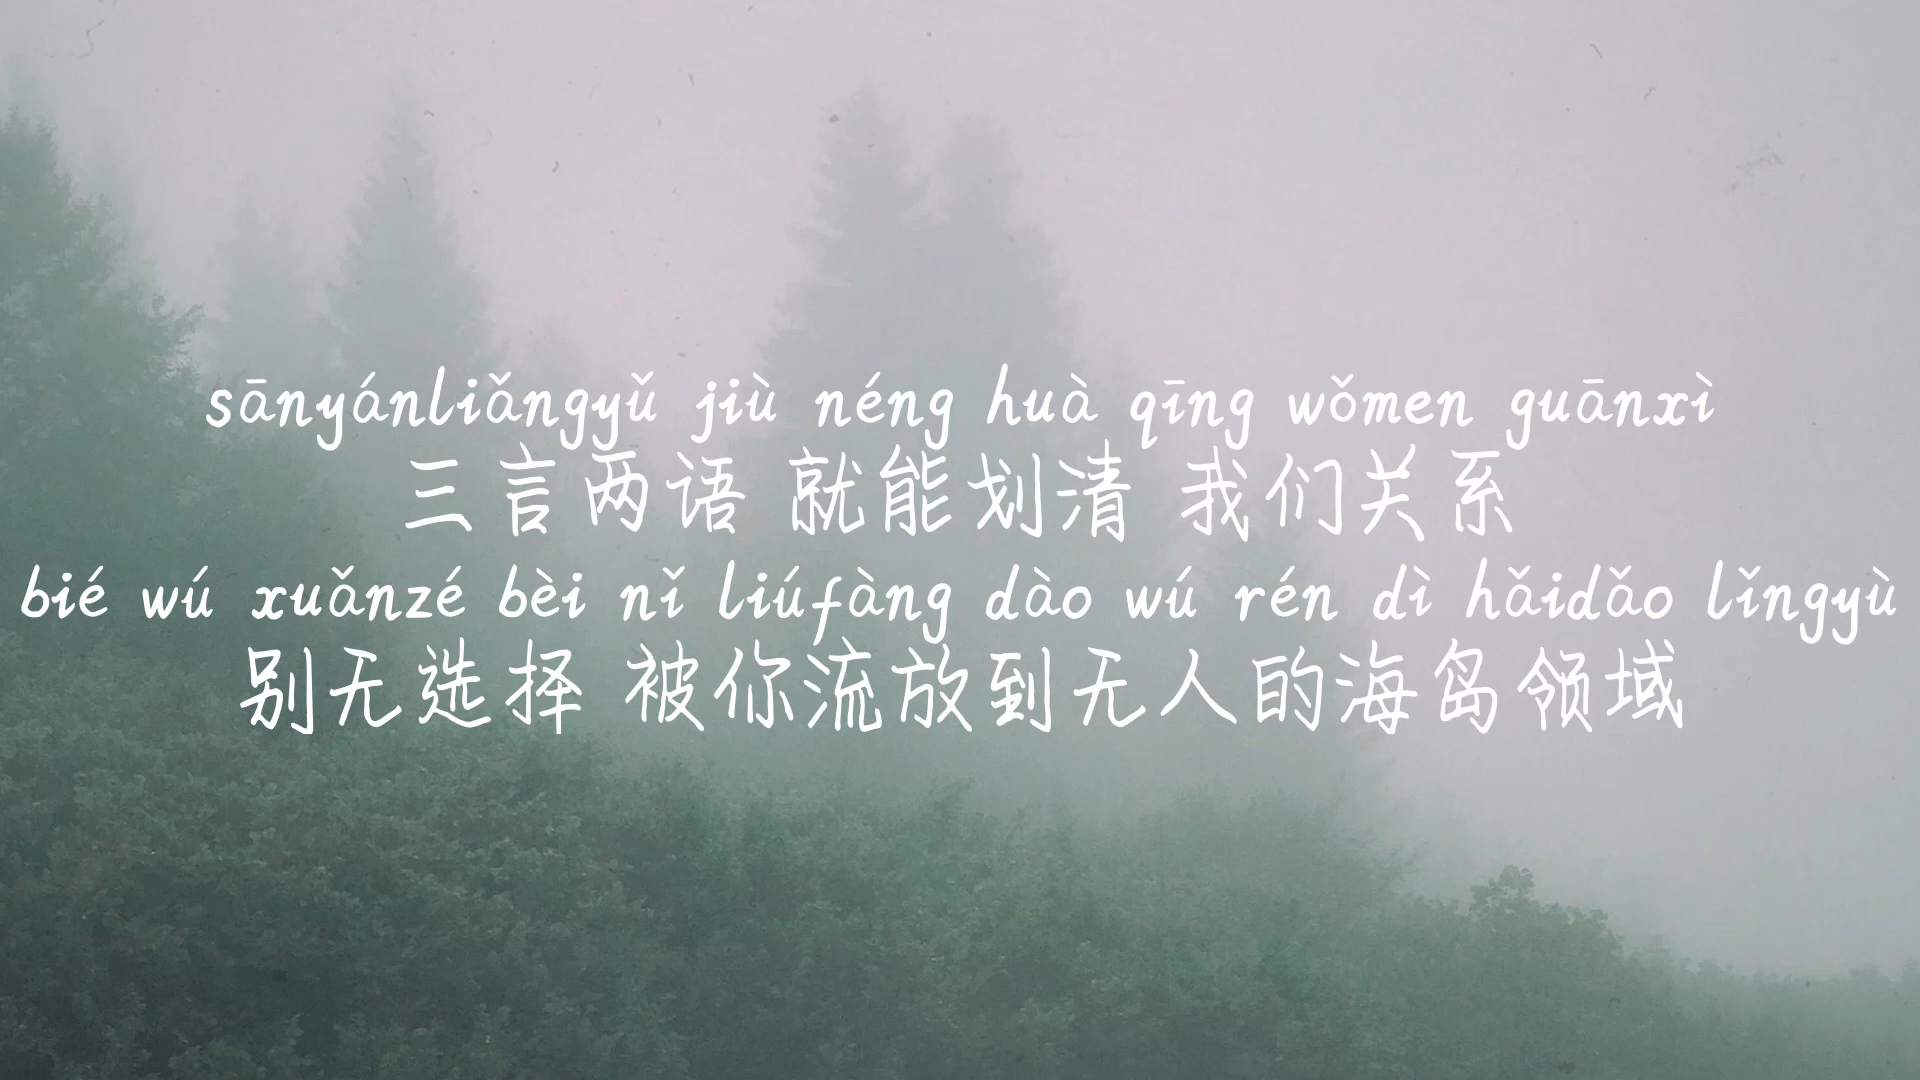 sānyánliǎngyǔ jiù néng huà qīng wǒmen guānxì
三言两语 就能划清 我们关系
bié wú xuǎnzé bèi nǐ liúfàng dào wú rén dì hǎidǎo lǐngyù
别无选择 被你流放到无人的海岛领域